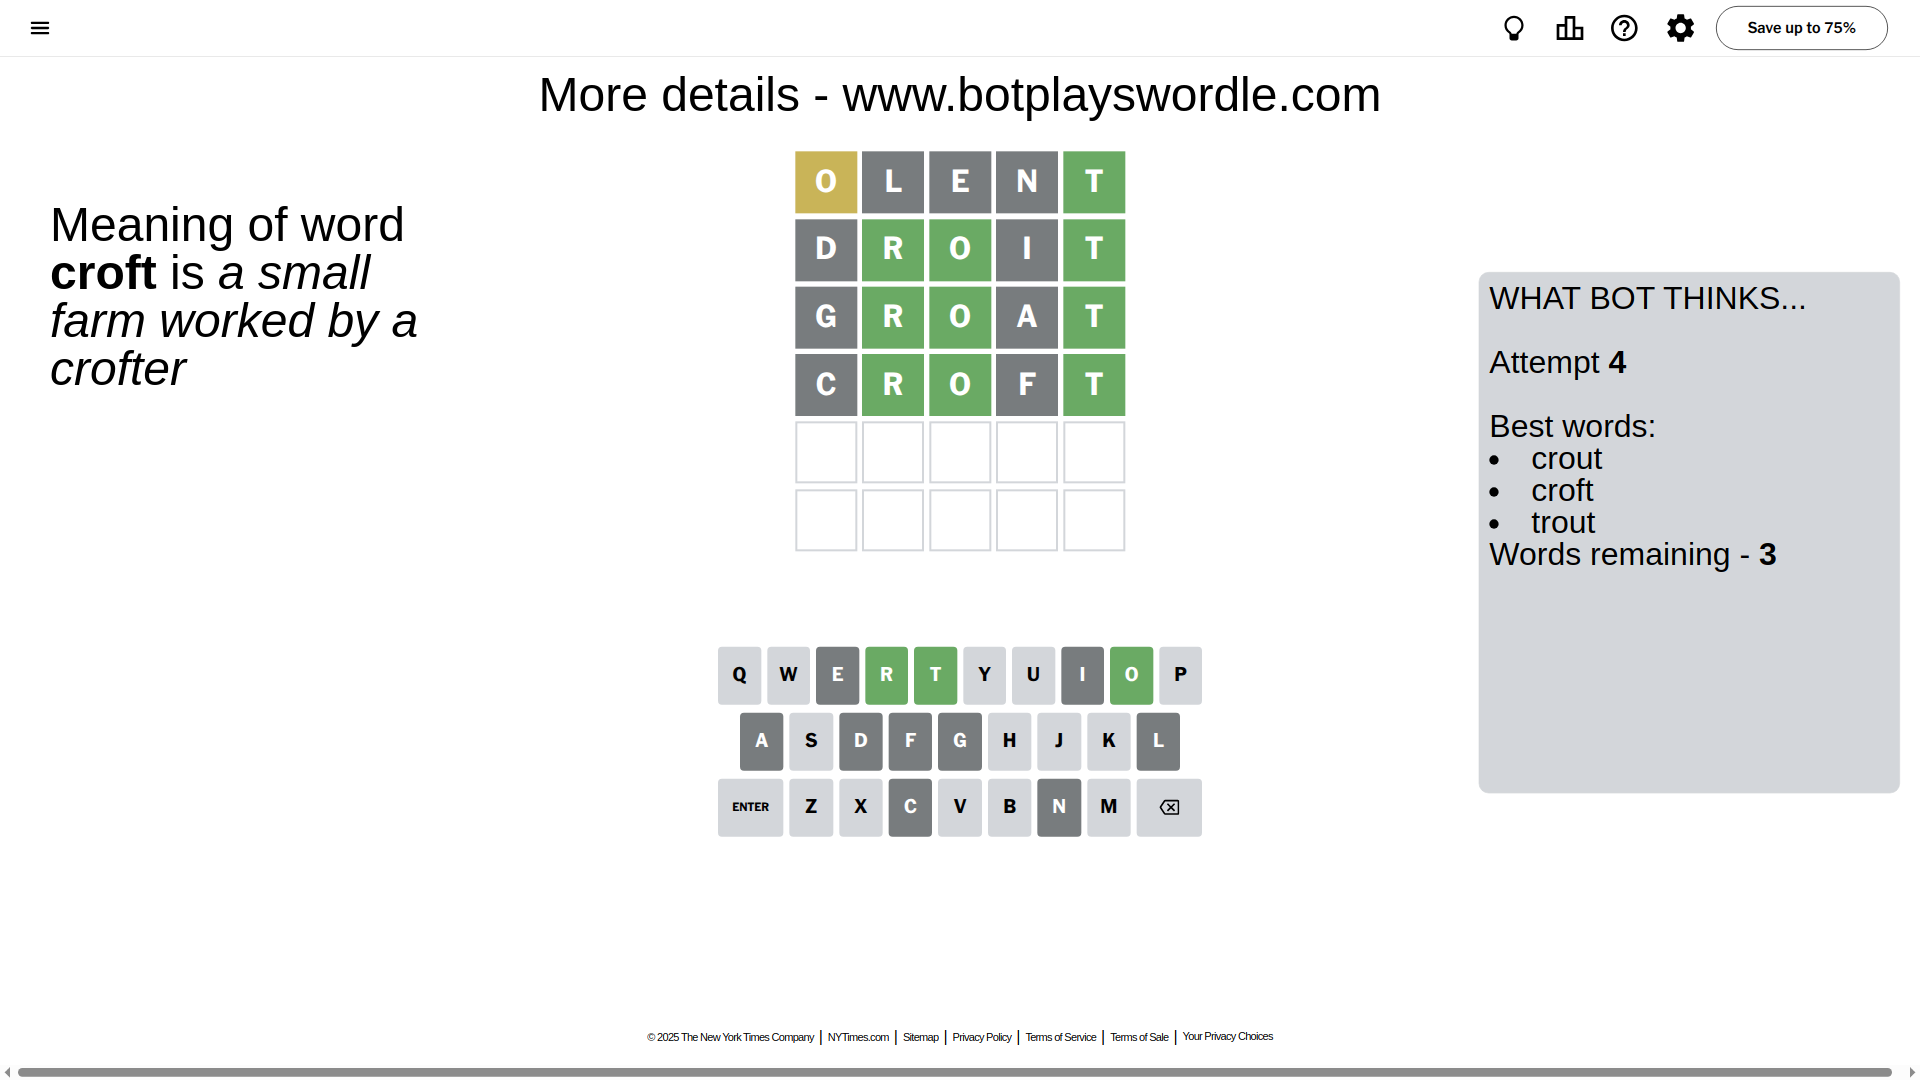 Save up to 75%
More details - www.botplayswordle.com
Meaning of word
croft is a small
farm worked by a
crofter
O L E N T
D R O I T
G R O A T
C R O F T
WHAT BOT THINKS...
Attempt 4
Best words:
• crout
• croft
• trout
Words remaining - 3
Q W E R T Y U I O P
A S D F G H J K L
ENTER Z X C V B N M
© 2025 The New York Times Company | NYTimes.com | Sitemap | Privacy Policy | Terms of Service | Terms of Sale | Your Privacy Choices